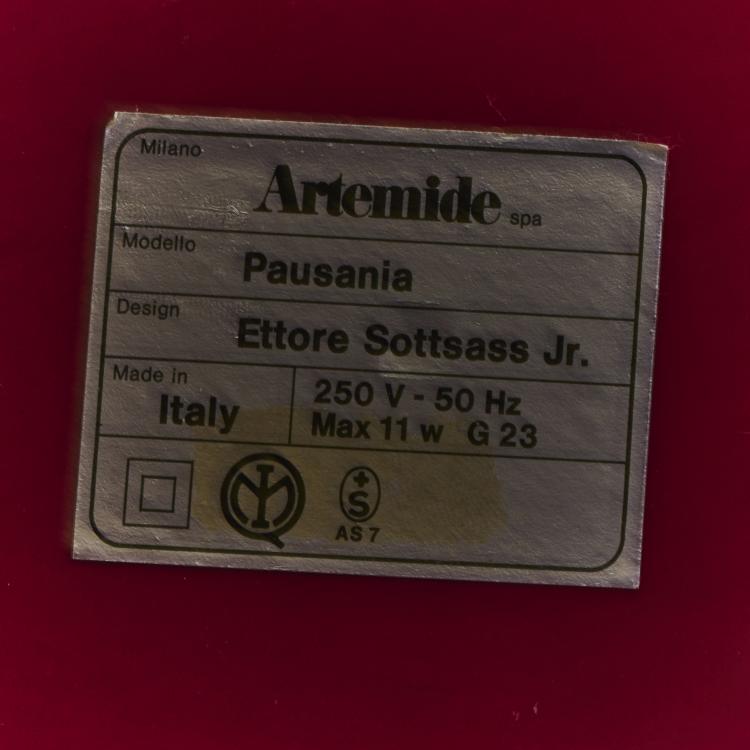 Milano
Artemide spa
Modello
Pausania
Design
Ettore Sottsass Jr.
Made in
Italy
250 V - 50 Hz
Max 11 w G 23
+
S
AS 7